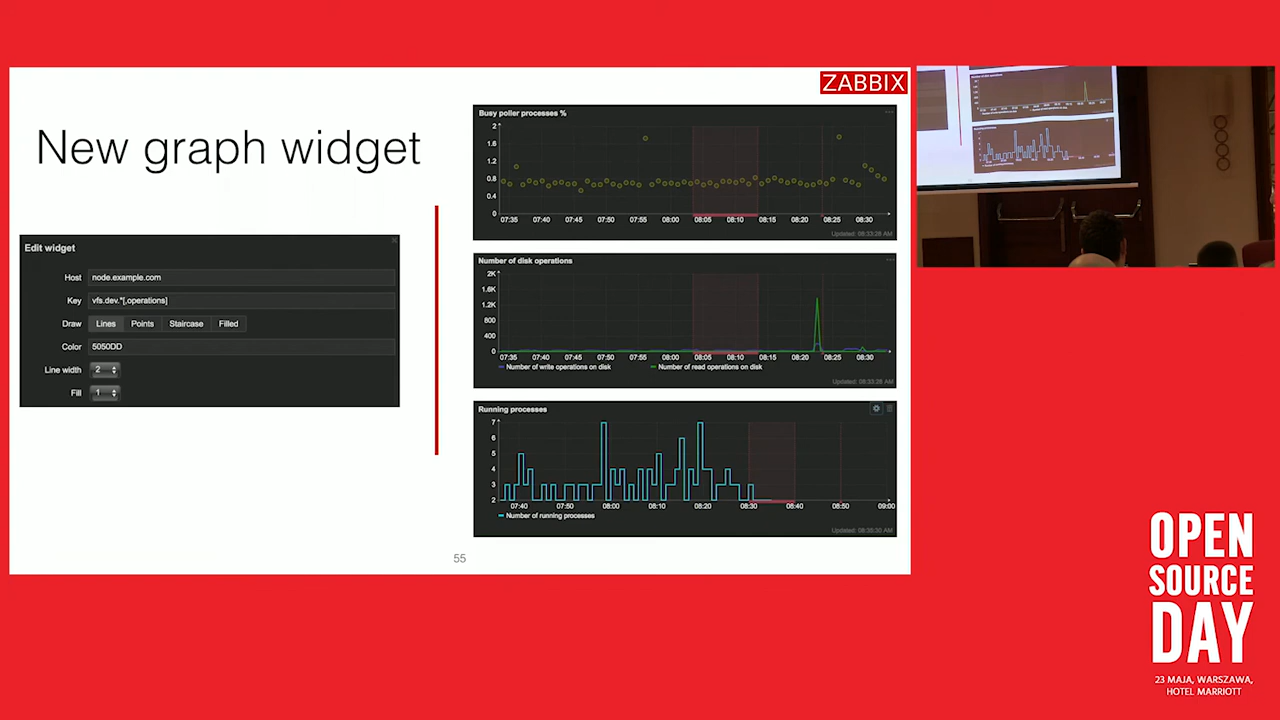 ZABBIX
New graph widget
Edit widget
Host node.example.com
Key vfs.dev.*[,operations]
Draw Lines Points Staircase Filled
Color 5050DD
Line width 2
Fill 1
Busy poller processes %
2
1.6
1.2
0.8
0.4
0
07:35 07:40 07:45 07:50 07:55 08:00 08:05 08:10 08:15 08:20 08:25 08:30
Updated: 08:33:28 AM
Number of disk operations
2K
1.6K
1.2K
800
400
0
07:35 07:40 07:45 07:50 07:55 08:00 08:05 08:10 08:15 08:20 08:25 08:30
Number of write operations on disk Number of read operations on disk
Updated: 08:33:28 AM
Running processes
7
6
5
4
3
2
07:40 07:50 08:00 08:10 08:20 08:30 08:40 08:50 09:00
Number of running processes
Updated: 08:35:30 AM
55
OPEN
SOURCE
DAY
23 MAJA, WARSZAWA,
HOTEL MARRIOTT